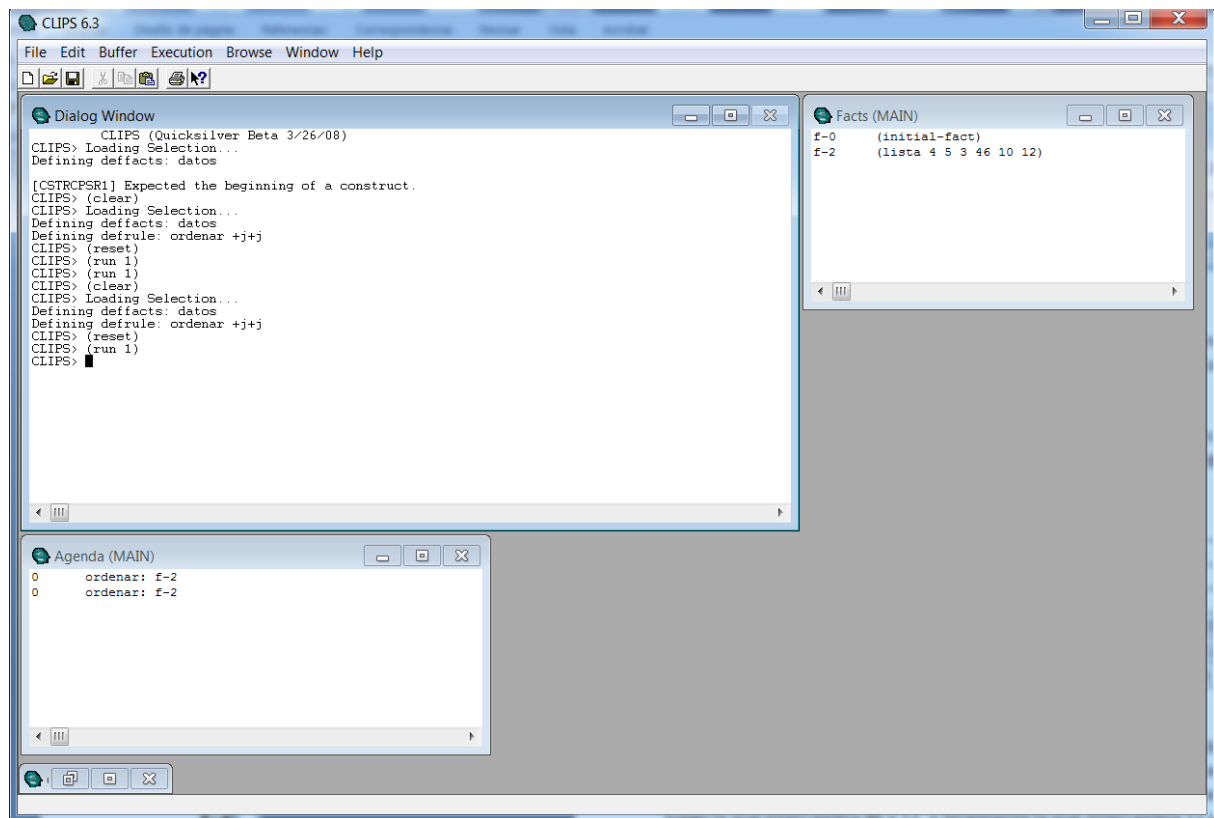 CLIPS 6.3
File Edit Buffer Execution Browse Window Help
Dialog Window
CLIPS (Quicksilver Beta 3/26/08)
CLIPS> Loading Selection...
Defining deffacts: datos
[CSTRCPSR1] Expected the beginning of a construct.
CLIPS> (clear)
CLIPS> Loading Selection...
Defining deffacts: datos
Defining defrule: ordenar +j+j
CLIPS> (reset)
CLIPS> (run 1)
CLIPS> (run 1)
CLIPS> (clear)
CLIPS> Loading Selection...
Defining deffacts: datos
Defining defrule: ordenar +j+j
CLIPS> (reset)
CLIPS> (run 1)
CLIPS>
Facts (MAIN)
f-0 (initial-fact)
f-2 (lista 4 5 3 46 10 12)
Agenda (MAIN)
0 ordenar: f-2
0 ordenar: f-2